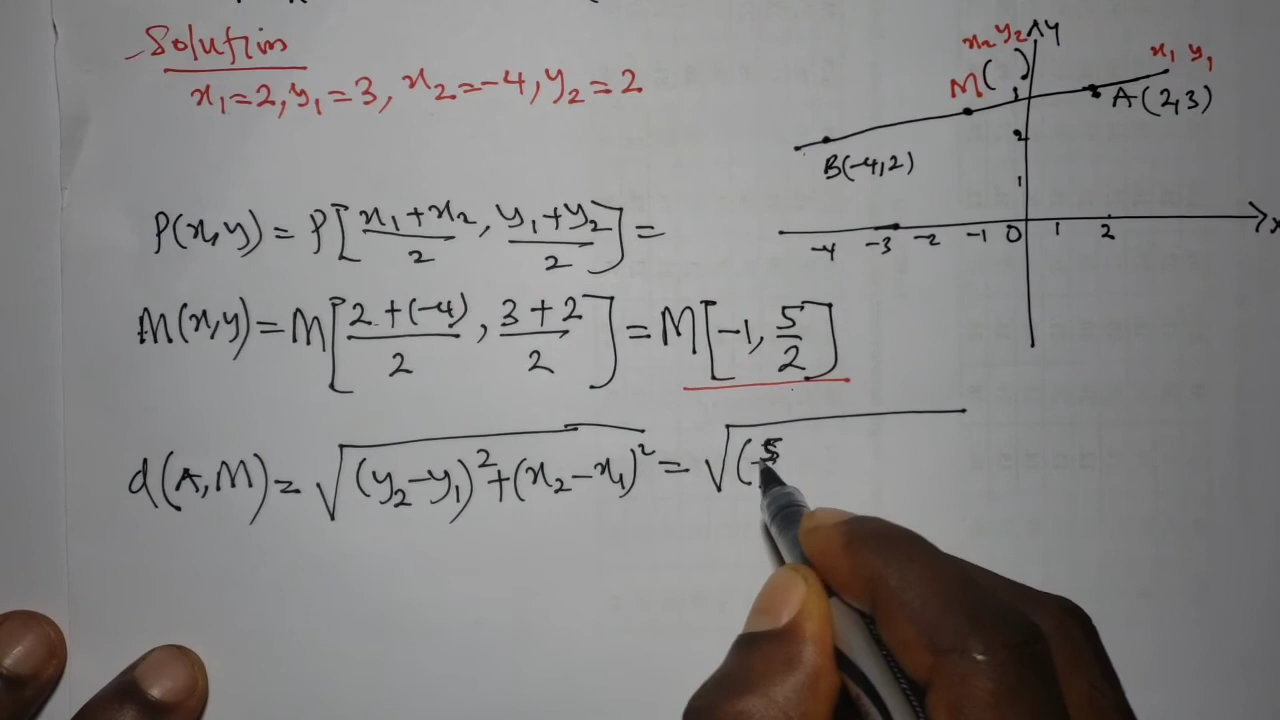 Solution
x₁=2, y₁=3, x₂=-4, y₂=2
P(x,y) = P[(x₁+x₂)/2, (y₁+y₂)/2] =
M(x,y) = M[(2+(-4))/2, (3+2)/2] = M[-1, 5/2]
d(A,M) = √((y₂-y₁)²+(x₂-x₁)²) = √((5
x₂ y₂ y
x₁ y₁
M( )
A(2,3)
B(-4,2)
2
1
-4 -3 -2 -1 0 1 2
x